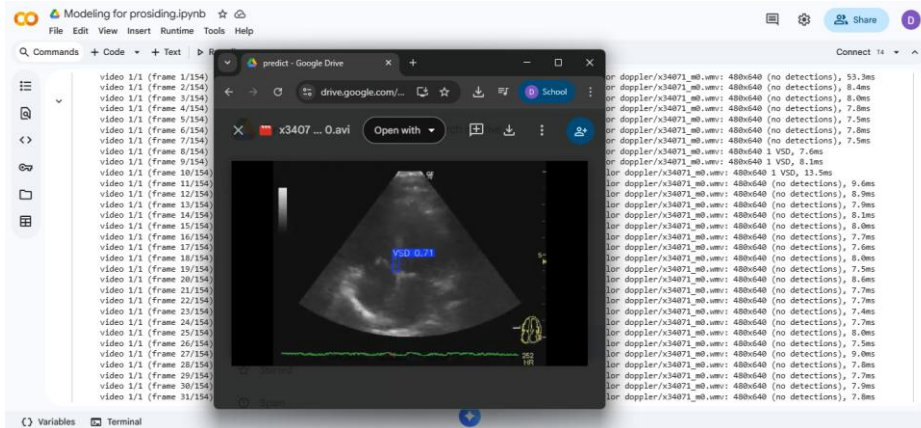 Modeling for prosiding.ipynb
File Edit View Insert Runtime Tools Help
Share
D
Commands + Code + Text
Connect T4
predict - Google Drive
drive.google.com/...
D School
x3407 ... 0.avi
Open with
video 1/1 (frame 1/154)
or doppler/x34071_m0.wmv: 480x640 (no detections), 53.3ms
video 1/1 (frame 2/154)
or doppler/x34071_m0.wmv: 480x640 (no detections), 8.4ms
video 1/1 (frame 3/154)
or doppler/x34071_m0.wmv: 480x640 (no detections), 8.0ms
video 1/1 (frame 4/154)
or doppler/x34071_m0.wmv: 480x640 (no detections), 7.8ms
video 1/1 (frame 5/154)
or doppler/x34071_m0.wmv: 480x640 (no detections), 7.5ms
video 1/1 (frame 6/154)
or doppler/x34071_m0.wmv: 480x640 (no detections), 7.8ms
video 1/1 (frame 7/154)
or doppler/x34071_m0.wmv: 480x640 (no detections), 7.5ms
video 1/1 (frame 8/154)
or doppler/x34071_m0.wmv: 480x640 1 VSD, 7.6ms
video 1/1 (frame 9/154)
or doppler/x34071_m0.wmv: 480x640 1 VSD, 8.1ms
video 1/1 (frame 10/154)
lor doppler/x34071_m0.wmv: 480x640 1 VSD, 13.5ms
video 1/1 (frame 11/154)
lor doppler/x34071_m0.wmv: 480x640 (no detections), 9.6ms
video 1/1 (frame 12/154)
lor doppler/x34071_m0.wmv: 480x640 (no detections), 8.9ms
video 1/1 (frame 13/154)
lor doppler/x34071_m0.wmv: 480x640 (no detections), 7.9ms
video 1/1 (frame 14/154)
lor doppler/x34071_m0.wmv: 480x640 (no detections), 8.1ms
video 1/1 (frame 15/154)
lor doppler/x34071_m0.wmv: 480x640 (no detections), 8.0ms
video 1/1 (frame 16/154)
lor doppler/x34071_m0.wmv: 480x640 (no detections), 7.7ms
video 1/1 (frame 17/154)
lor doppler/x34071_m0.wmv: 480x640 (no detections), 7.6ms
video 1/1 (frame 18/154)
lor doppler/x34071_m0.wmv: 480x640 (no detections), 8.0ms
video 1/1 (frame 19/154)
lor doppler/x34071_m0.wmv: 480x640 (no detections), 7.5ms
video 1/1 (frame 20/154)
lor doppler/x34071_m0.wmv: 480x640 (no detections), 8.6ms
video 1/1 (frame 21/154)
lor doppler/x34071_m0.wmv: 480x640 (no detections), 7.7ms
video 1/1 (frame 22/154)
lor doppler/x34071_m0.wmv: 480x640 (no detections), 7.7ms
video 1/1 (frame 23/154)
lor doppler/x34071_m0.wmv: 480x640 (no detections), 7.4ms
video 1/1 (frame 24/154)
lor doppler/x34071_m0.wmv: 480x640 (no detections), 7.7ms
video 1/1 (frame 25/154)
lor doppler/x34071_m0.wmv: 480x640 (no detections), 8.0ms
video 1/1 (frame 26/154)
lor doppler/x34071_m0.wmv: 480x640 (no detections), 7.5ms
video 1/1 (frame 27/154)
lor doppler/x34071_m0.wmv: 480x640 (no detections), 9.0ms
video 1/1 (frame 28/154)
lor doppler/x34071_m0.wmv: 480x640 (no detections), 7.8ms
video 1/1 (frame 29/154)
lor doppler/x34071_m0.wmv: 480x640 (no detections), 7.7ms
video 1/1 (frame 30/154)
lor doppler/x34071_m0.wmv: 480x640 (no detections), 7.9ms
video 1/1 (frame 31/154)
lor doppler/x34071_m0.wmv: 480x640 (no detections), 7.8ms
VSD 0.71
5
HR
Starred
Spam
Variables Terminal